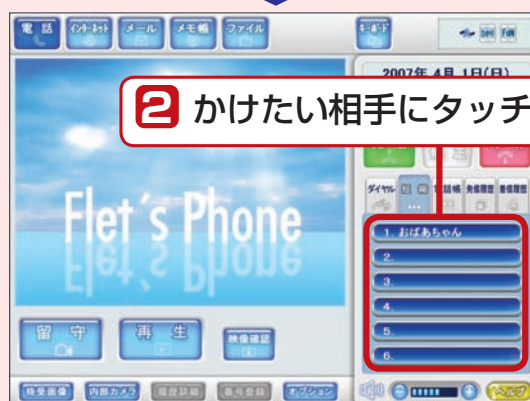 電話 インターネット メール メモ帳 ファイル キーボード
2007年 4月 1日(日)
2 かけたい相手にタッチ
ダイヤル 短縮 電話帳 発信履歴 着信履歴
Flet's Phone
1. おばあちゃん
2.
3.
4.
5.
6.
留守 再生 映像確認
待受画像 内部カメラ 履歴詳細 番号登録 オプション ヘルプ